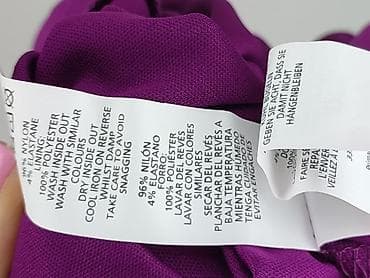 96% NYLON
4% ELASTANE
LINING:
100% POLYESTER
WASH INSIDE OUT
WASH WITH SIMILAR
COLOURS
DRY INSIDE OUT
COOL IRON ON REVERSE
WHILST DAMP
TAKE CARE TO AVOID
SNAGGING
96% NILÓN
4% ELASTANO
FORRO:
100% POLIÉSTER
LAVAR DEL REVÉS
LAVAR CON COLORES
SIMILARES
SECAR DEL REVÉS
PLANCHAR DEL REVÉS A
BAJA TEMPERATURA
MIENTRAS
TENGA CUIDADO DE
EVITAR ENGANCHES
GEBEN SIE ACHT, DASS SIE
DAMIT NICHT
HÄNGENBLEIBEN